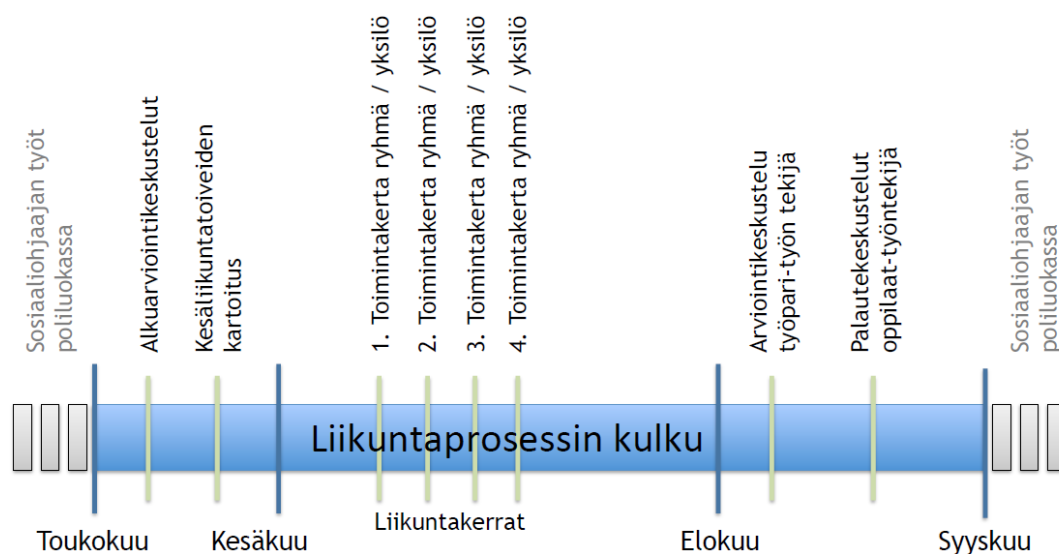 Sosiaaliohjaajan työt
poliluokassa
Alkuarviointikeskustelut
Kesäliikuntatoiveiden
kartoitus
1. Toimintakerta ryhmä / yksilö
2. Toimintakerta ryhmä / yksilö
3. Toimintakerta ryhmä / yksilö
4. Toimintakerta ryhmä / yksilö
Arviointikeskustelu
työpari-työn tekijä
Palautekeskustelut
oppilaat-työntekijä
Sosiaaliohjaajan työt
poliluokassa
Liikuntaprosessin kulku
Liikuntakerrat
Toukokuu
Kesäkuu
Elokuu
Syyskuu